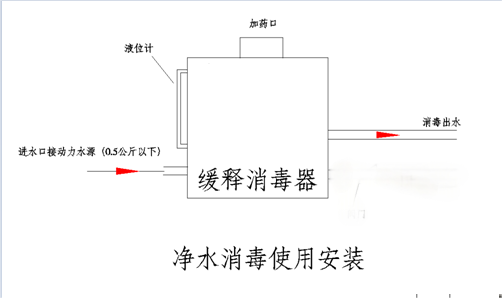 加药口
液位计
消毒出水
进水口接动力水源（0.5公斤以下）
缓释消毒器
净水消毒使用安装